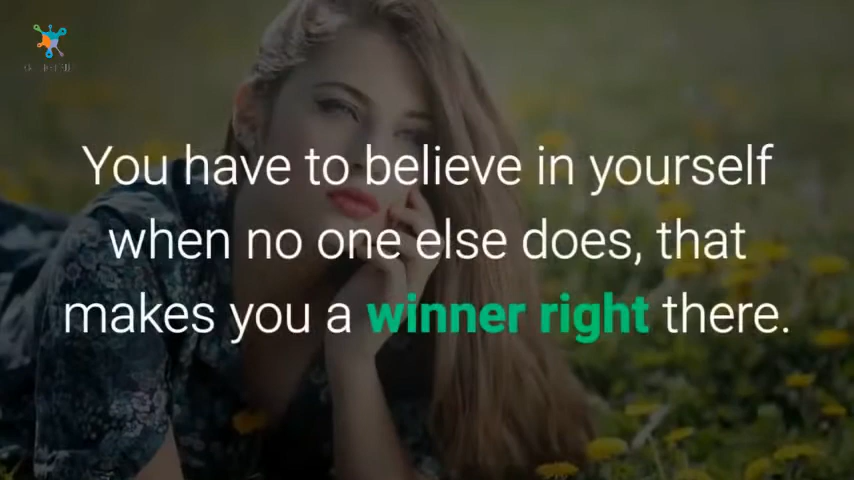 You have to believe in yourself
when no one else does, that
makes you a winner right there.